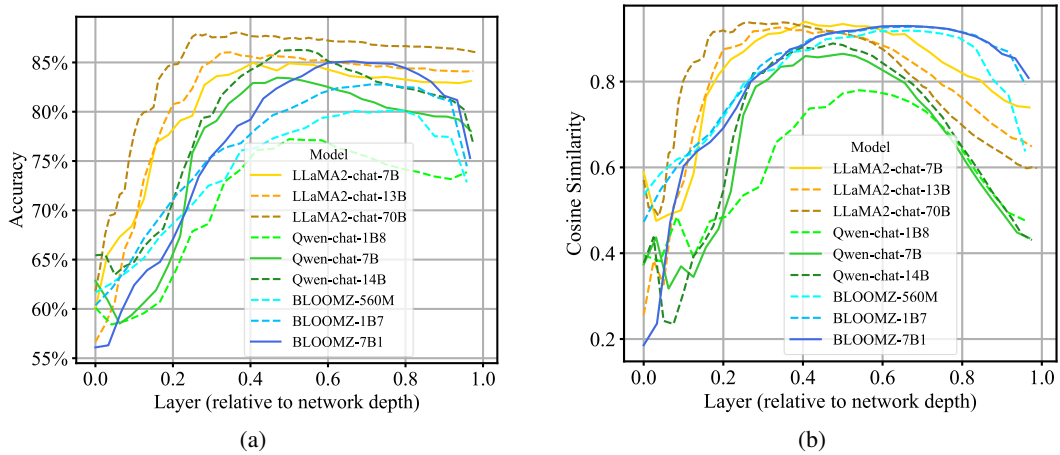 85%
80%
75%
70%
65%
60%
55%
Accuracy
Model
LLaMA2-chat-7B
LLaMA2-chat-13B
LLaMA2-chat-70B
Qwen-chat-1B8
Qwen-chat-7B
Qwen-chat-14B
BLOOMZ-560M
BLOOMZ-1B7
BLOOMZ-7B1
0.0 0.2 0.4 0.6 0.8 1.0
Layer (relative to network depth)
(a)
0.8
0.6
0.4
0.2
Cosine Similarity
Model
LLaMA2-chat-7B
LLaMA2-chat-13B
LLaMA2-chat-70B
Qwen-chat-1B8
Qwen-chat-7B
Qwen-chat-14B
BLOOMZ-560M
BLOOMZ-1B7
BLOOMZ-7B1
0.0 0.2 0.4 0.6 0.8 1.0
Layer (relative to network depth)
(b)